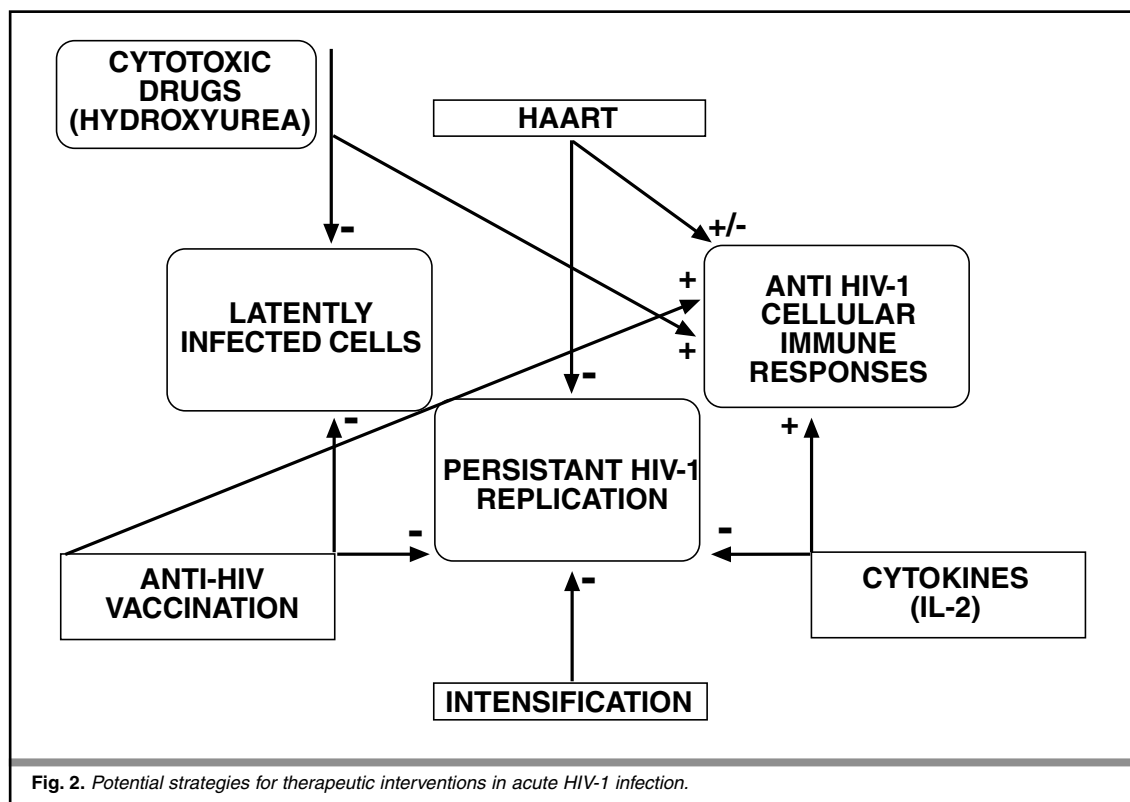 CYTOTOXIC
DRUGS
(HYDROXYUREA)
HAART
-
+/-
+
+
LATENTLY
INFECTED CELLS
ANTI HIV-1
CELLULAR
IMMUNE
RESPONSES
-
-
+
PERSISTANT HIV-1
REPLICATION
-
-
ANTI-HIV
VACCINATION
-
CYTOKINES
(IL-2)
INTENSIFICATION
Fig. 2. Potential strategies for therapeutic interventions in acute HIV-1 infection.